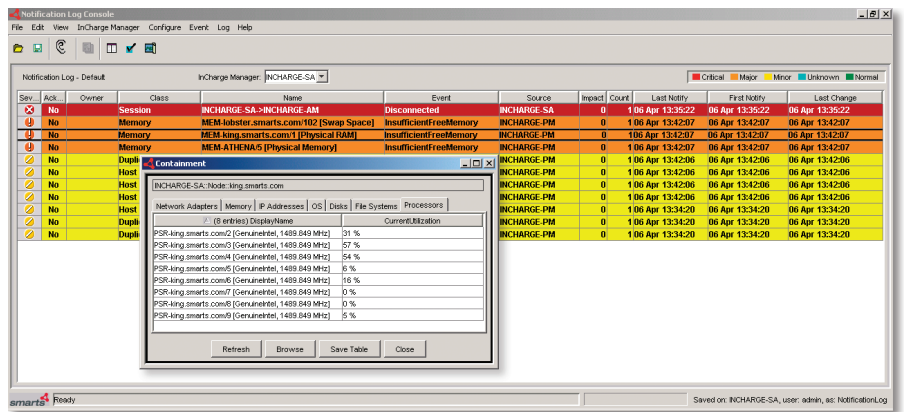 Notification Log Console
File Edit View InCharge Manager Configure Event Log Help
Notification Log - Default InCharge Manager: INCHARGE-SA Critical Major Minor Unknown Normal
Sev... Ack... Owner Class Name Event Source Impact Count Last Notify First Notify Last Change
No Session INCHARGE-SA->INCHARGE-AM Disconnected INCHARGE-SA 0 1 06 Apr 13:35:22 06 Apr 13:35:22 06 Apr 13:35:22
No Memory MEM-lobster.smarts.com/102 [Swap Space] InsufficientFreeMemory INCHARGE-PM 0 1 06 Apr 13:42:07 06 Apr 13:42:07 06 Apr 13:42:07
No Memory MEM-king.smarts.com/1 [Physical RAM] InsufficientFreeMemory INCHARGE-PM 0 1 06 Apr 13:42:07 06 Apr 13:42:07 06 Apr 13:42:07
No Memory MEM-ATHENA/5 [Physical Memory] InsufficientFreeMemory INCHARGE-PM 0 1 06 Apr 13:42:07 06 Apr 13:42:07 06 Apr 13:42:07
No Dupli INCHARGE-PM 0 1 06 Apr 13:42:06 06 Apr 13:42:06 06 Apr 13:42:06
No Host INCHARGE-PM 0 1 06 Apr 13:42:06 06 Apr 13:42:06 06 Apr 13:42:06
No Host INCHARGE-PM 0 1 06 Apr 13:42:06 06 Apr 13:42:06 06 Apr 13:42:06
No Host INCHARGE-PM 0 1 06 Apr 13:42:06 06 Apr 13:42:06 06 Apr 13:42:06
No Host INCHARGE-PM 0 1 06 Apr 13:34:20 06 Apr 13:34:20 06 Apr 13:34:20
No Dupli INCHARGE-PM 0 1 06 Apr 13:34:20 06 Apr 13:34:20 06 Apr 13:34:20
No Dupli INCHARGE-PM 0 1 06 Apr 13:34:20 06 Apr 13:34:20 06 Apr 13:34:20
Containment
INCHARGE-SA::Node::king.smarts.com
Network Adapters Memory IP Addresses OS Disks File Systems Processors
(8 entries) DisplayName CurrentUtilization
PSR-king.smarts.com/2 [GenuineIntel, 1489.849 MHz] 31 %
PSR-king.smarts.com/3 [GenuineIntel, 1489.849 MHz] 57 %
PSR-king.smarts.com/4 [GenuineIntel, 1489.849 MHz] 54 %
PSR-king.smarts.com/5 [GenuineIntel, 1489.849 MHz] 6 %
PSR-king.smarts.com/6 [GenuineIntel, 1489.849 MHz] 16 %
PSR-king.smarts.com/7 [GenuineIntel, 1489.849 MHz] 0 %
PSR-king.smarts.com/8 [GenuineIntel, 1489.849 MHz] 0 %
PSR-king.smarts.com/9 [GenuineIntel, 1489.849 MHz] 5 %
Refresh Browse Save Table Close
smarts Ready Saved on: INCHARGE-SA, user: admin, as: NotificationLog